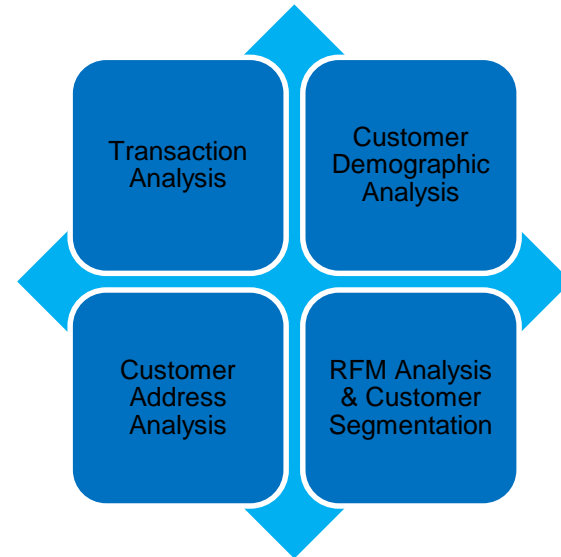 Transaction
Analysis
Customer
Demographic
Analysis
Customer
Address
Analysis
RFM Analysis
& Customer
Segmentation